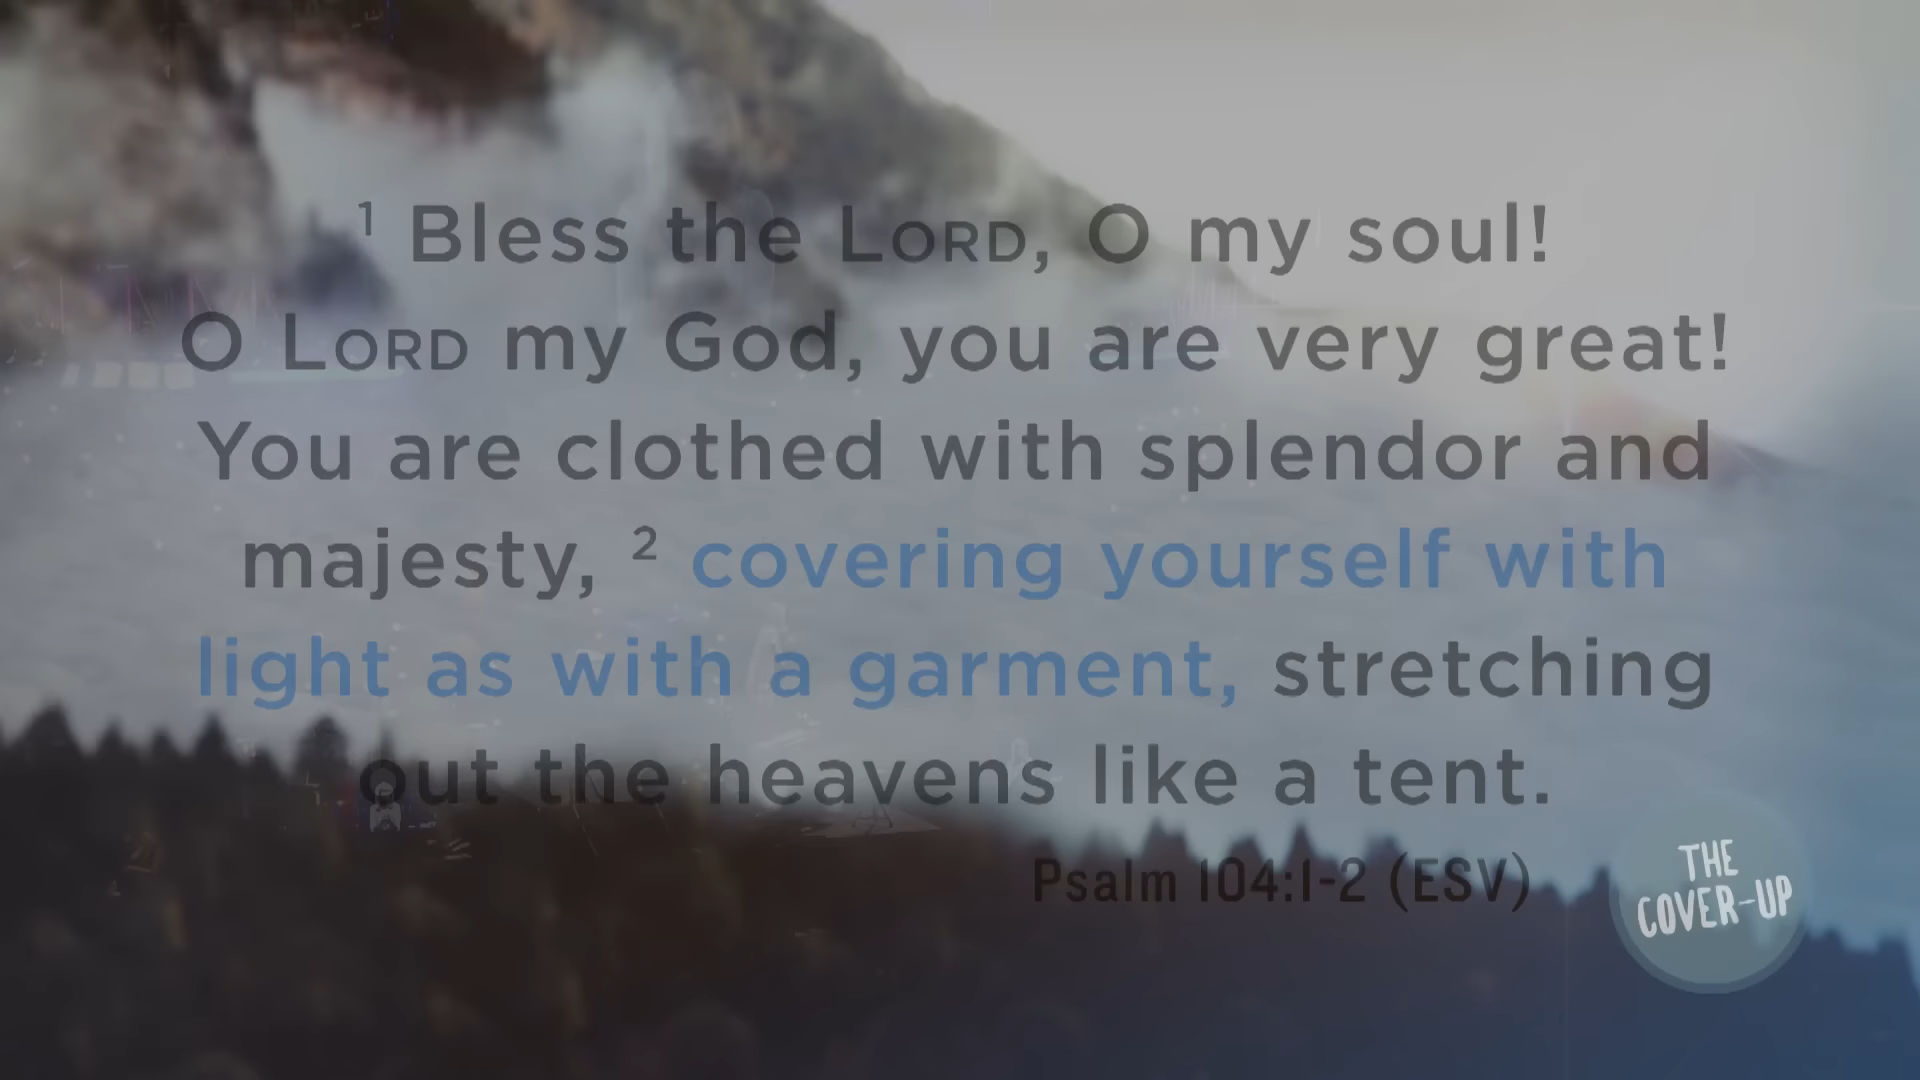 ¹ Bless the LORD, O my soul!
O LORD my God, you are very great!
You are clothed with splendor and
majesty, ² covering yourself with
light as with a garment, stretching
out the heavens like a tent.
Psalm 104:1-2 (ESV)
THE
COVER-UP